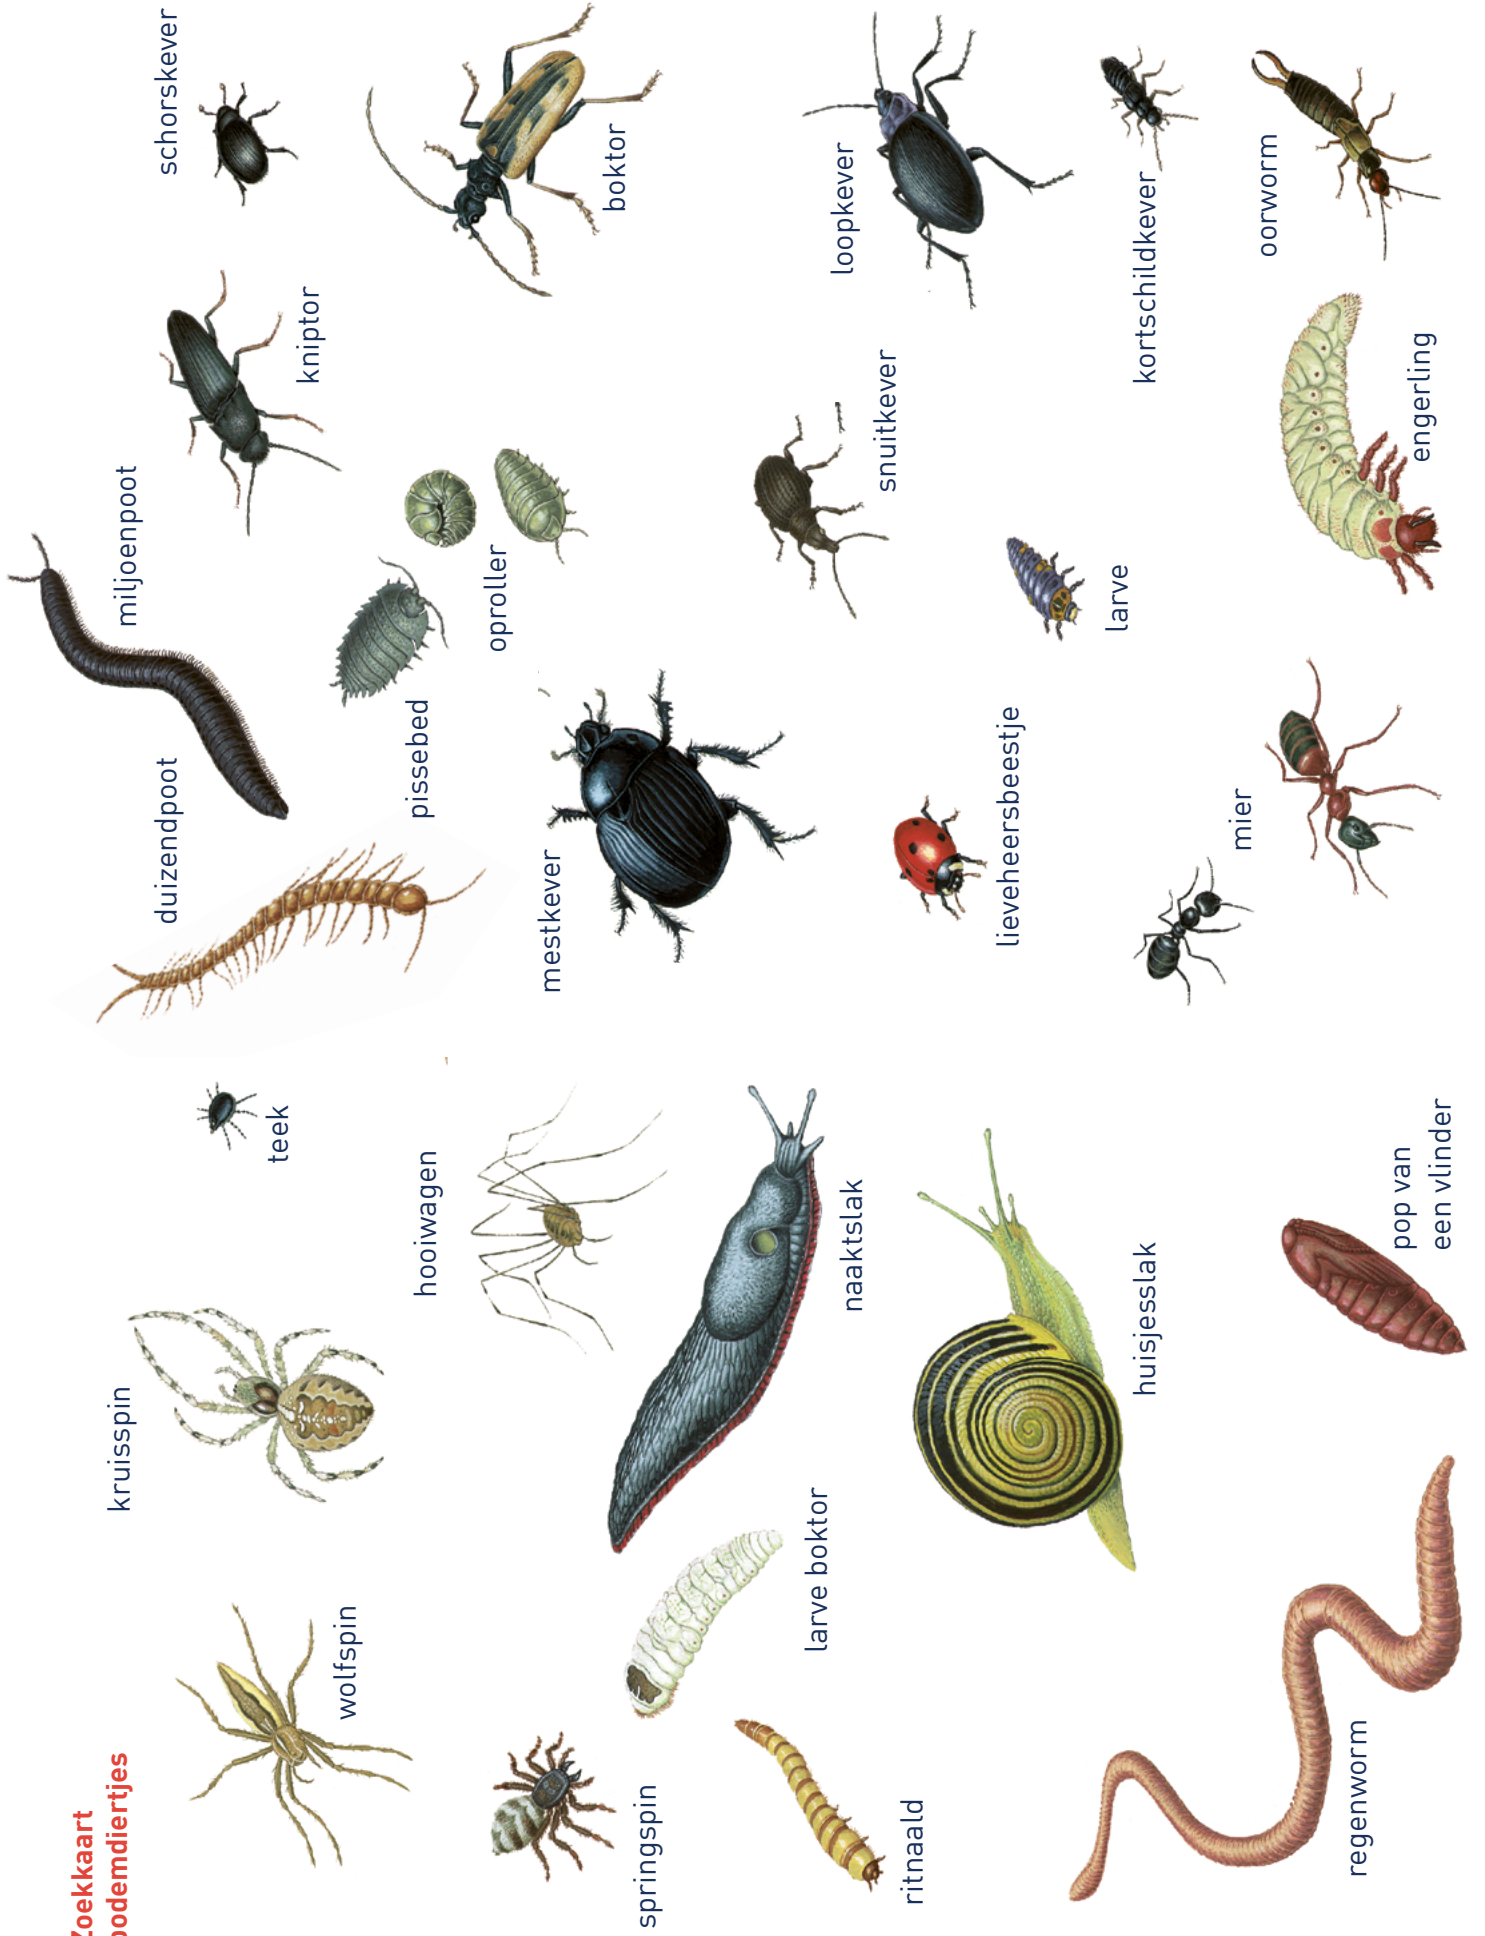 Zoekkaart
bodemdiertjes
wolfspin
kruisspin
teek
duizendpoot
miljoenpoot
kniptor
schorskever
springspin
hooiwagen
pissebed
oproller
boktor
larve boktor
naaktslak
mestkever
snuitkever
loopkever
ritnaald
huisjesslak
lieveheersbeestje
larve
kortschildkever
regenworm
pop van
een vlinder
mier
engerling
oorworm